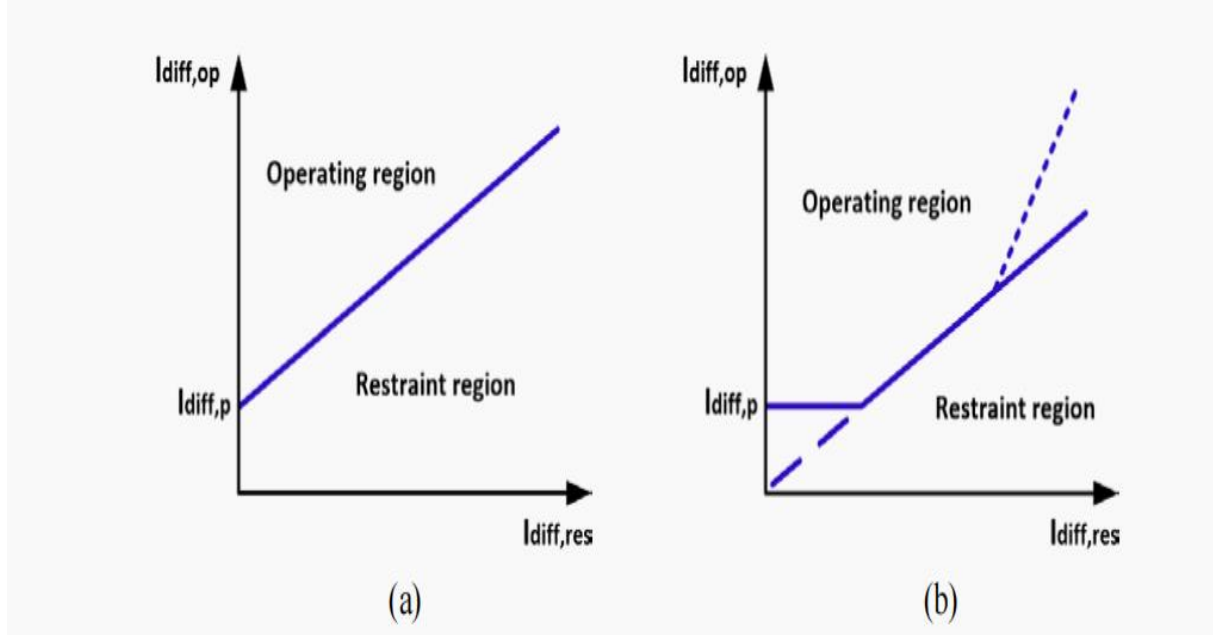 Idiff,op
Operating region
Restraint region
Idiff,p
Idiff,res
(a)
Idiff,op
Operating region
Idiff,p
Restraint region
Idiff,res
(b)